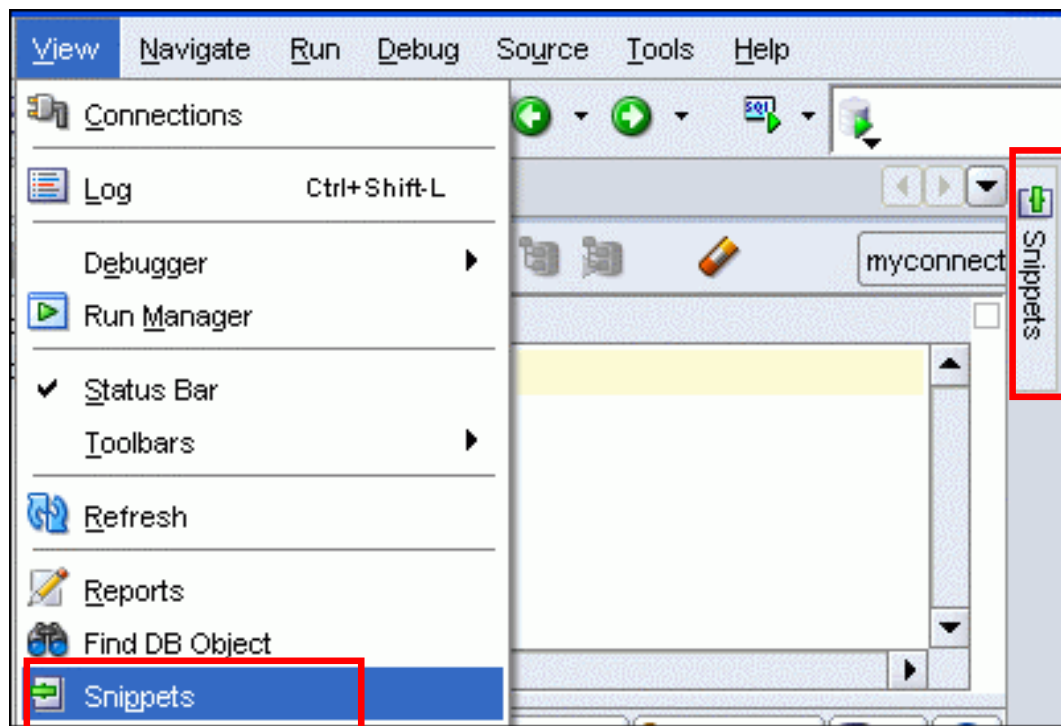 View Navigate Run Debug Source Tools Help
Connections
SQL
Log Ctrl+Shift-L
Debugger
myconnect
Run Manager
Status Bar
Toolbars
Refresh
Reports
Find DB Object
Snippets
Snippets